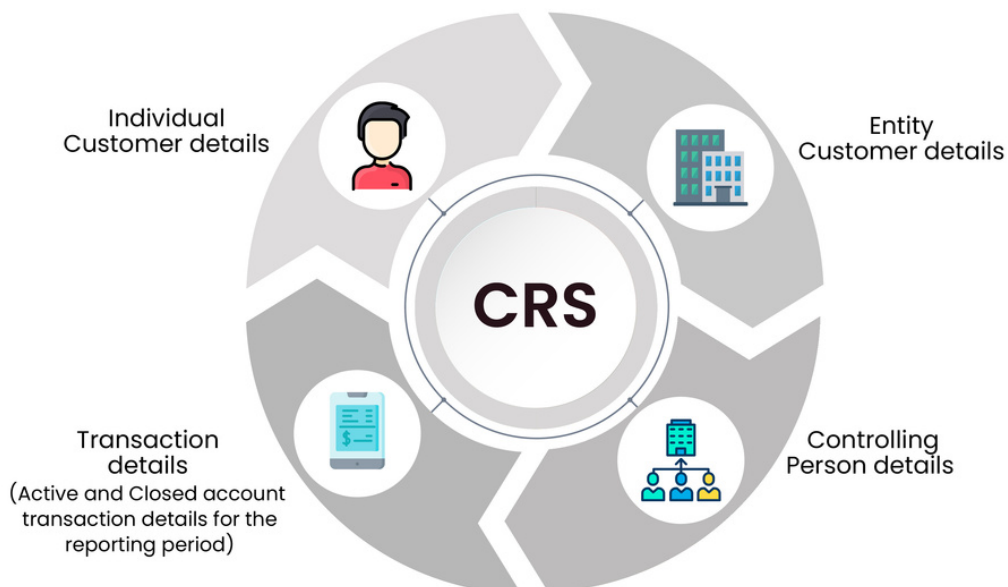 Individual
Customer details
Entity
Customer details
CRS
Transaction
details
(Active and Closed account
transaction details for the
reporting period)
Controlling
Person details
$